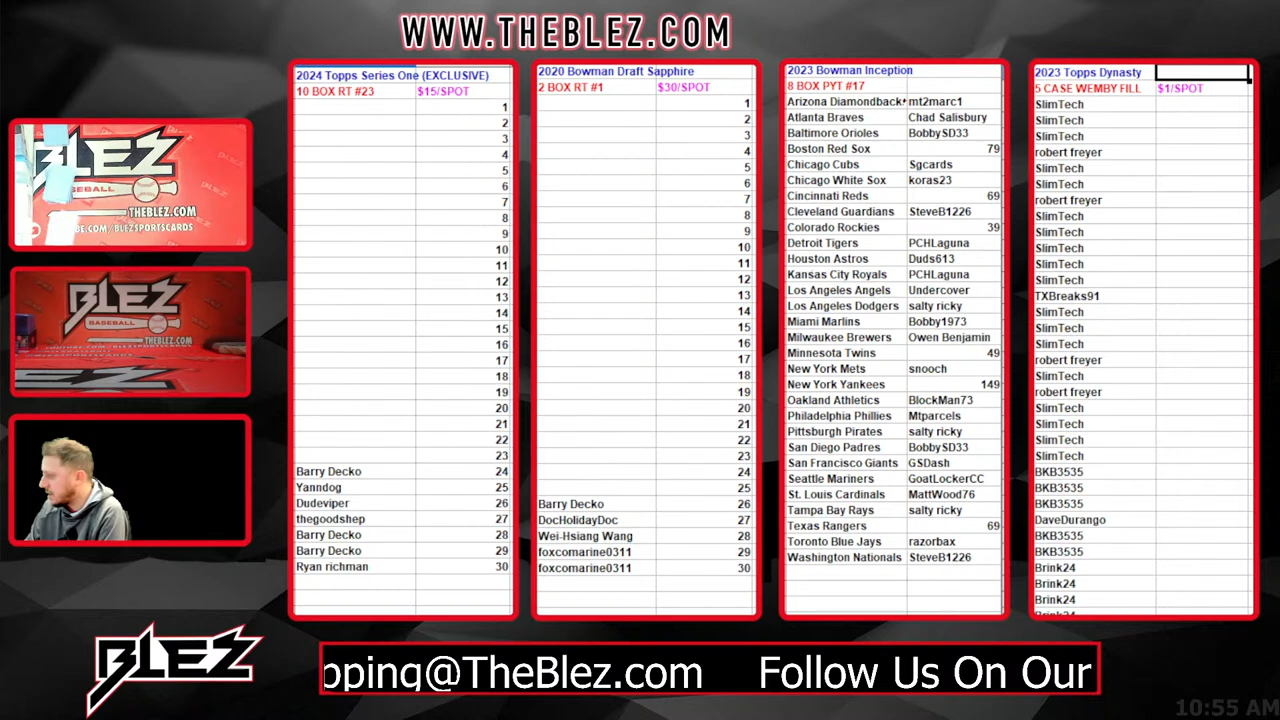 WWW.THEBLEZ.COM
BLEZ
BASEBALL
THEBLEZ.COM
BE.COM/BLEZSPORTSCARDS
BLEZ
BASEBALL
THEBLEZ.COM
BLEZ
2024 Topps Series One (EXCLUSIVE)
10 BOX RT #23 $15/SPOT
1
2
3
4
5
6
7
8
9
10
11
12
13
14
15
16
17
18
19
20
21
22
23
Barry Decko 24
Yanndog 25
Dudeviper 26
thegoodshep 27
Barry Decko 28
Barry Decko 29
Ryan richman 30
2020 Bowman Draft Sapphire
2 BOX RT #1 $30/SPOT
1
2
3
4
5
6
7
8
9
10
11
12
13
14
15
16
17
18
19
20
21
22
23
24
25
Barry Decko 26
DocHolidayDoc 27
Wei-Hsiang Wang 28
foxcomarine0311 29
foxcomarine0311 30
2023 Bowman Inception
8 BOX PYT #17
Arizona Diamondback mt2marc1
Atlanta Braves Chad Salisbury
Baltimore Orioles BobbySD33
Boston Red Sox 79
Chicago Cubs Sgcards
Chicago White Sox koras23
Cincinnati Reds 69
Cleveland Guardians SteveB1226
Colorado Rockies 39
Detroit Tigers PCHLaguna
Houston Astros Duds613
Kansas City Royals PCHLaguna
Los Angeles Angels Undercover
Los Angeles Dodgers salty ricky
Miami Marlins Bobby1973
Milwaukee Brewers Owen Benjamin
Minnesota Twins 49
New York Mets snooch
New York Yankees 149
Oakland Athletics BlockMan73
Philadelphia Phillies Mtparcels
Pittsburgh Pirates salty ricky
San Diego Padres BobbySD33
San Francisco Giants GSDash
Seattle Mariners GoatLockerCC
St. Louis Cardinals MattWood76
Tampa Bay Rays salty ricky
Texas Rangers 69
Toronto Blue Jays razorbax
Washington Nationals SteveB1226
2023 Topps Dynasty
5 CASE WEMBY FILL $1/SPOT
SlimTech
SlimTech
SlimTech
robert freyer
SlimTech
SlimTech
robert freyer
SlimTech
SlimTech
SlimTech
SlimTech
SlimTech
TXBreaks91
SlimTech
SlimTech
SlimTech
robert freyer
SlimTech
robert freyer
SlimTech
SlimTech
SlimTech
SlimTech
BKB3535
BKB3535
BKB3535
DaveDurango
BKB3535
BKB3535
Brink24
Brink24
Brink24
BLEZ
pping@TheBlez.com Follow Us On Our
10:55 AM